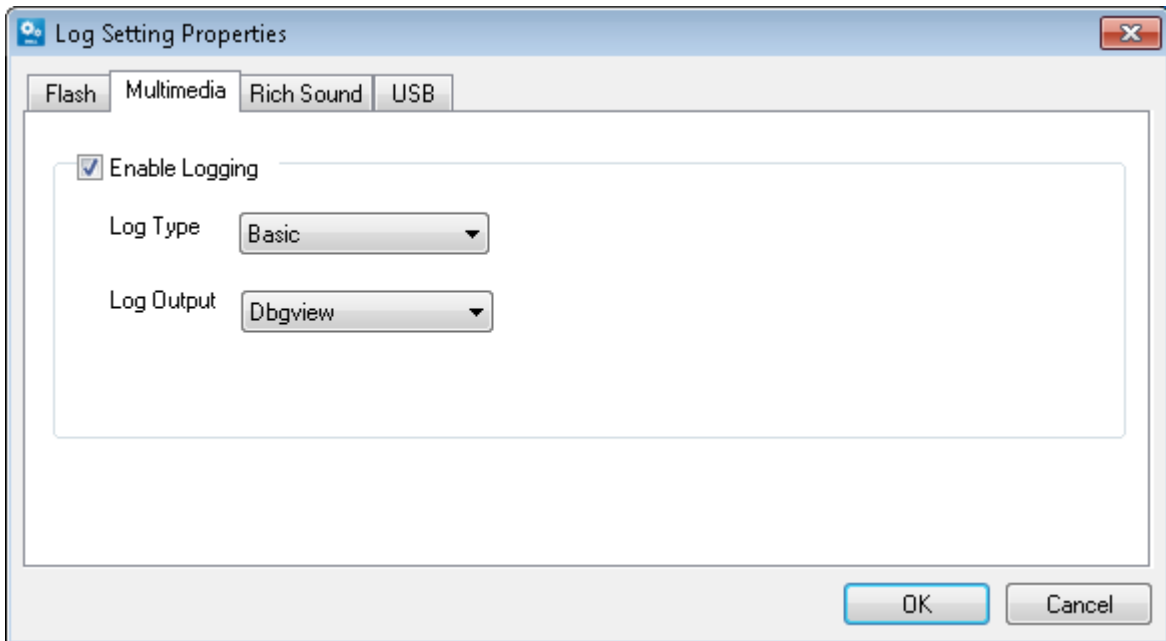 Log Setting Properties
Flash Multimedia Rich Sound USB
Enable Logging
Log Type Basic
Log Output Dbgview
OK Cancel